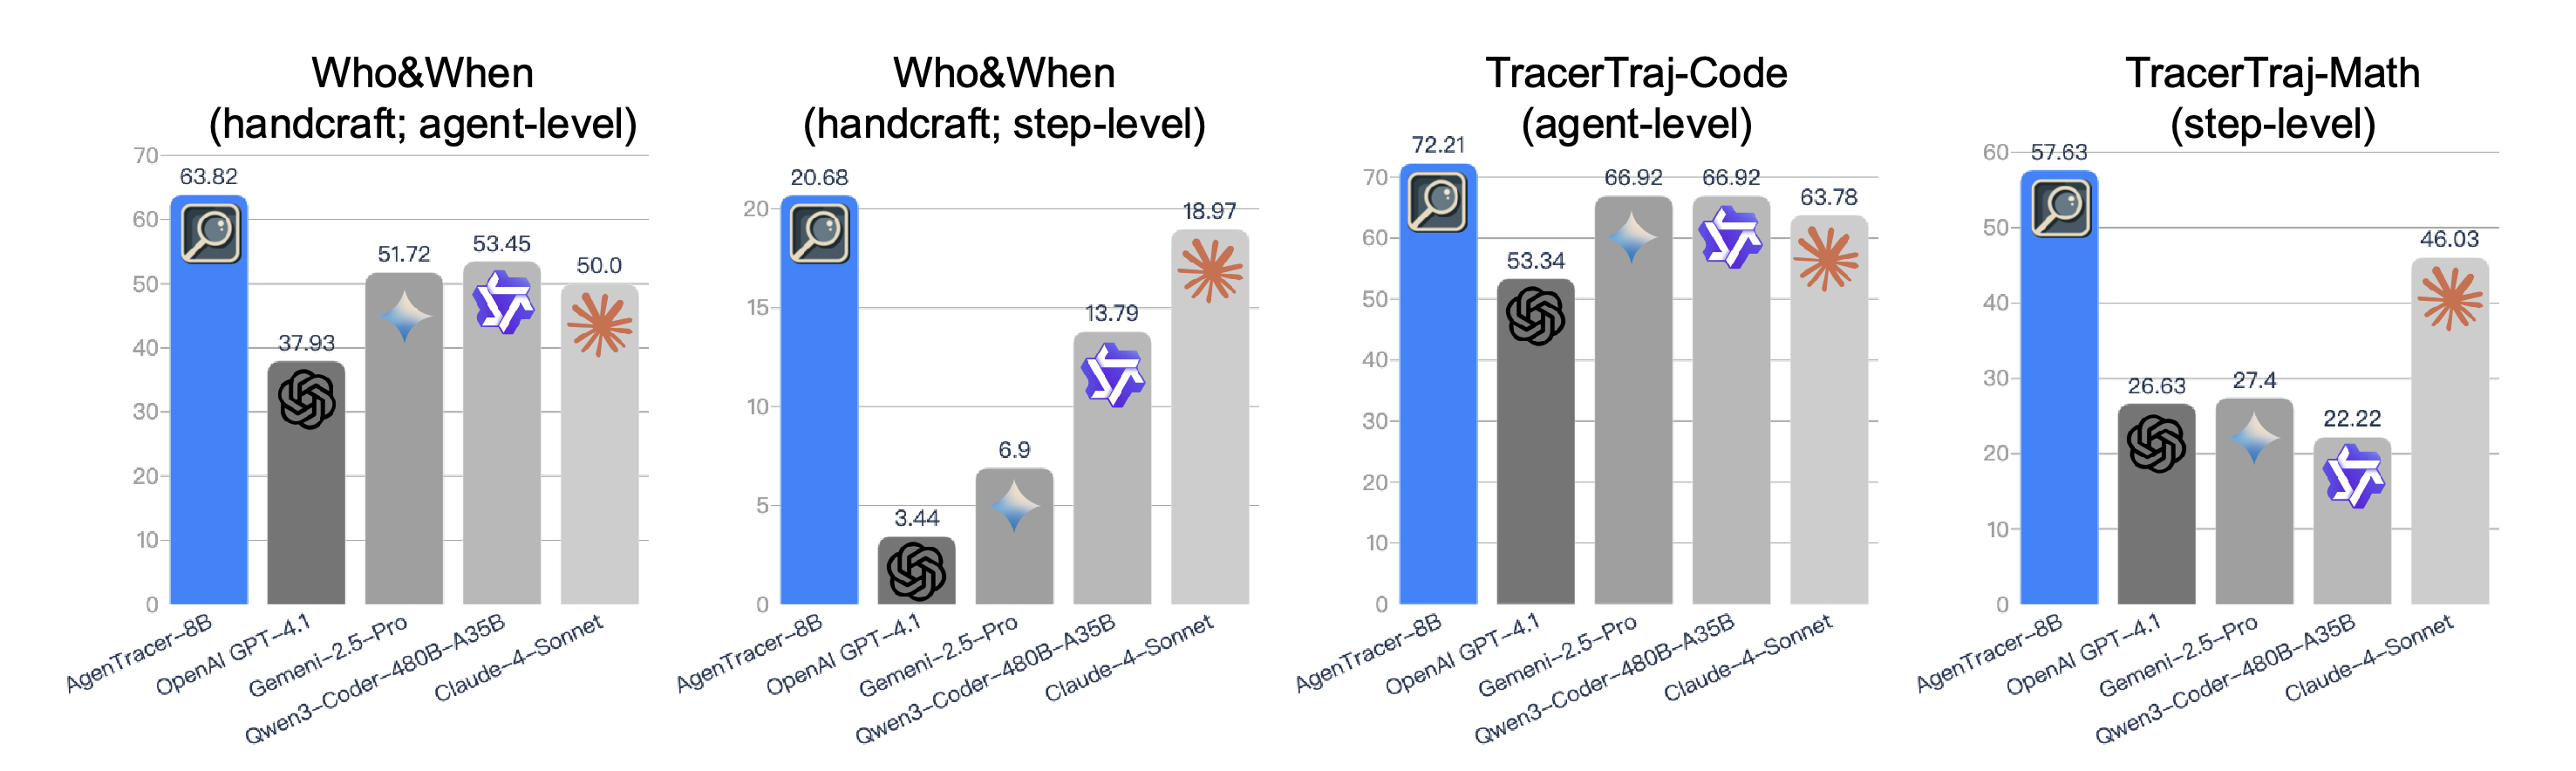 Who&When
(handcraft; agent-level)
70
60
50
40
30
20
10
0
63.82
37.93
51.72
53.45
50.0
AgenTracer–8B
OpenAI GPT–4.1
Gemeni–2.5–Pro
Qwen3–Coder–480B–A35B
Claude–4–Sonnet
Who&When
(handcraft; step-level)
20
15
10
5
0
20.68
3.44
6.9
13.79
18.97
AgenTracer–8B
OpenAI GPT–4.1
Gemeni–2.5–Pro
Qwen3–Coder–480B–A35B
Claude–4–Sonnet
TracerTraj-Code
(agent-level)
70
60
50
40
30
20
10
0
72.21
53.34
66.92
66.92
63.78
AgenTracer–8B
OpenAI GPT–4.1
Gemeni–2.5–Pro
Qwen3–Coder–480B–A35B
Claude–4–Sonnet
TracerTraj-Math
(step-level)
60
50
40
30
20
10
0
57.63
26.63
27.4
22.22
46.03
AgenTracer–8B
OpenAI GPT–4.1
Gemeni–2.5–Pro
Qwen3–Coder–480B–A35B
Claude–4–Sonnet